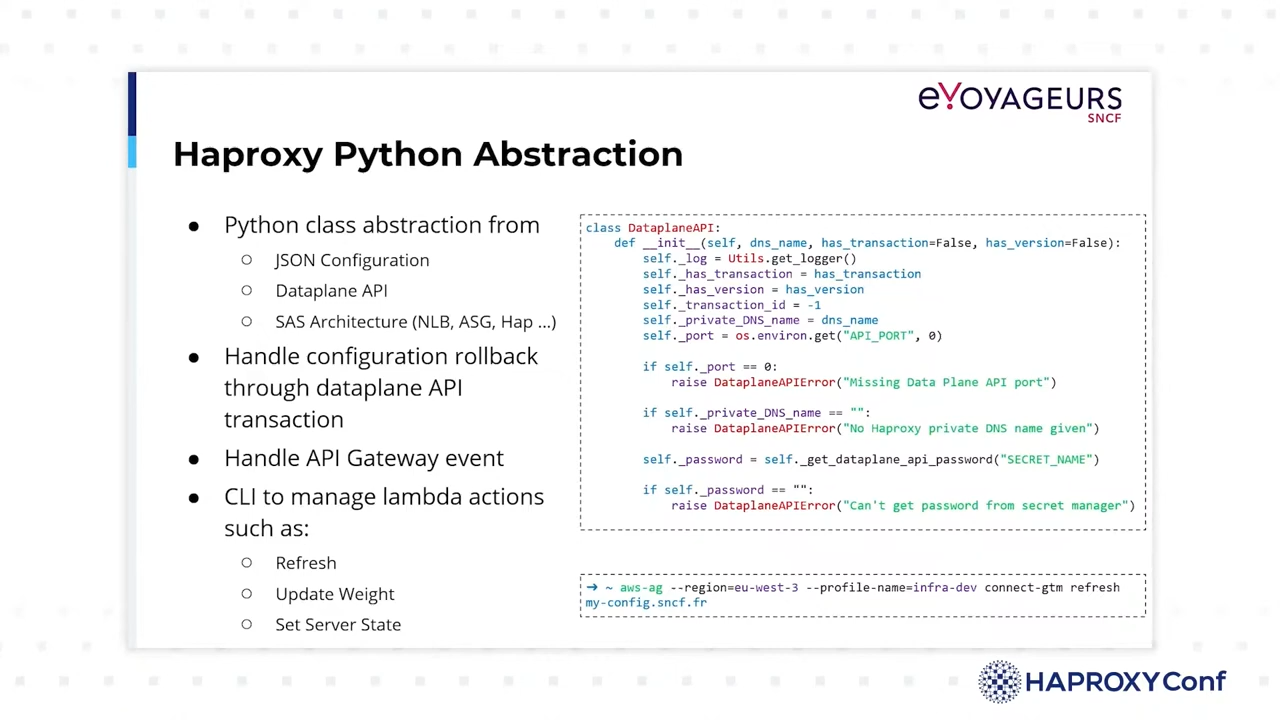 eVOYAGEURS
SNCF
Haproxy Python Abstraction
● Python class abstraction from
○ JSON Configuration
○ Dataplane API
○ SAS Architecture (NLB, ASG, Hap ...)
● Handle configuration rollback
through dataplane API
transaction
● Handle API Gateway event
● CLI to manage lambda actions
such as:
○ Refresh
○ Update Weight
○ Set Server State
class DataplaneAPI:
    def __init__(self, dns_name, has_transaction=False, has_version=False):
        self._log = Utils.get_logger()
        self._has_transaction = has_transaction
        self._has_version = has_version
        self._transaction_id = -1
        self._private_DNS_name = dns_name
        self._port = os.environ.get("API_PORT", 0)
        if self._port == 0:
            raise DataplaneAPIError("Missing Data Plane API port")
        if self._private_DNS_name == "":
            raise DataplaneAPIError("No Haproxy private DNS name given")
        self._password = self._get_dataplane_api_password("SECRET_NAME")
        if self._password == "":
            raise DataplaneAPIError("Can't get password from secret manager")
➜ ~ aws-ag --region=eu-west-3 --profile-name=infra-dev connect-gtm refresh
my-config.sncf.fr
HAPROXYConf